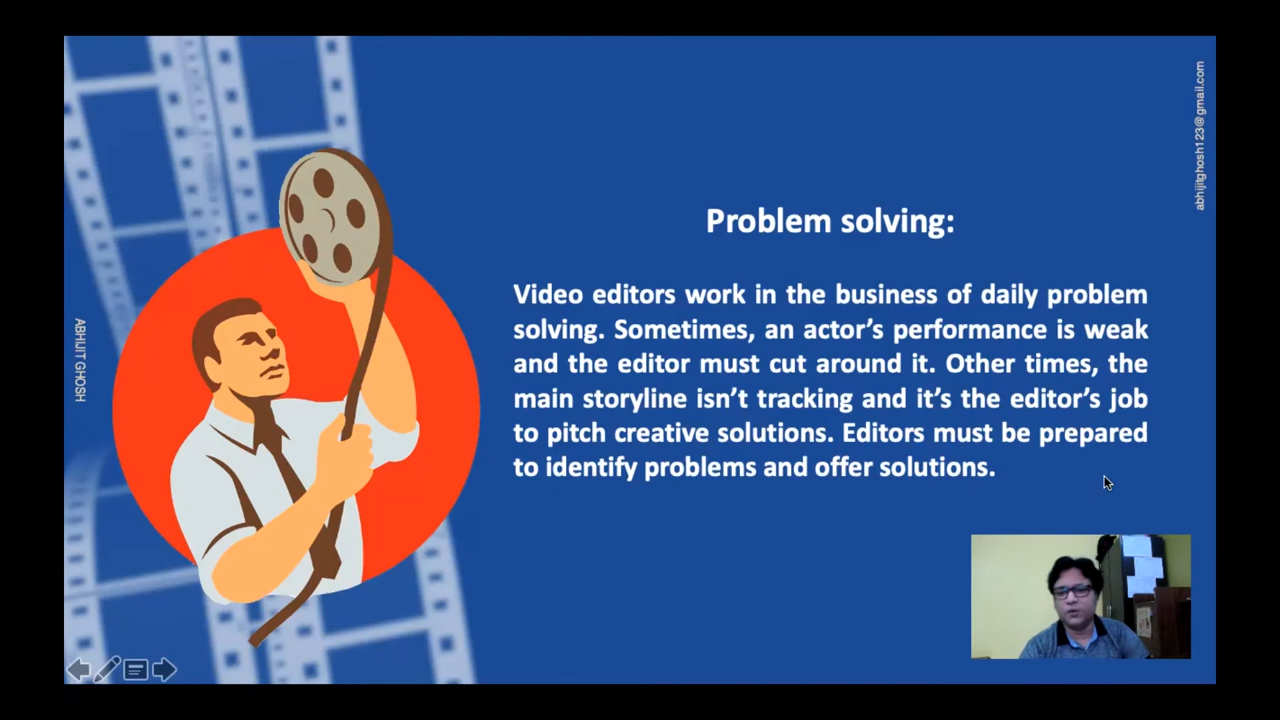 Problem solving:
Video editors work in the business of daily problem
solving. Sometimes, an actor’s performance is weak
and the editor must cut around it. Other times, the
main storyline isn’t tracking and it’s the editor’s job
to pitch creative solutions. Editors must be prepared
to identify problems and offer solutions.
ABHIJIT GHOSH
abhijitghosh123@gmail.com